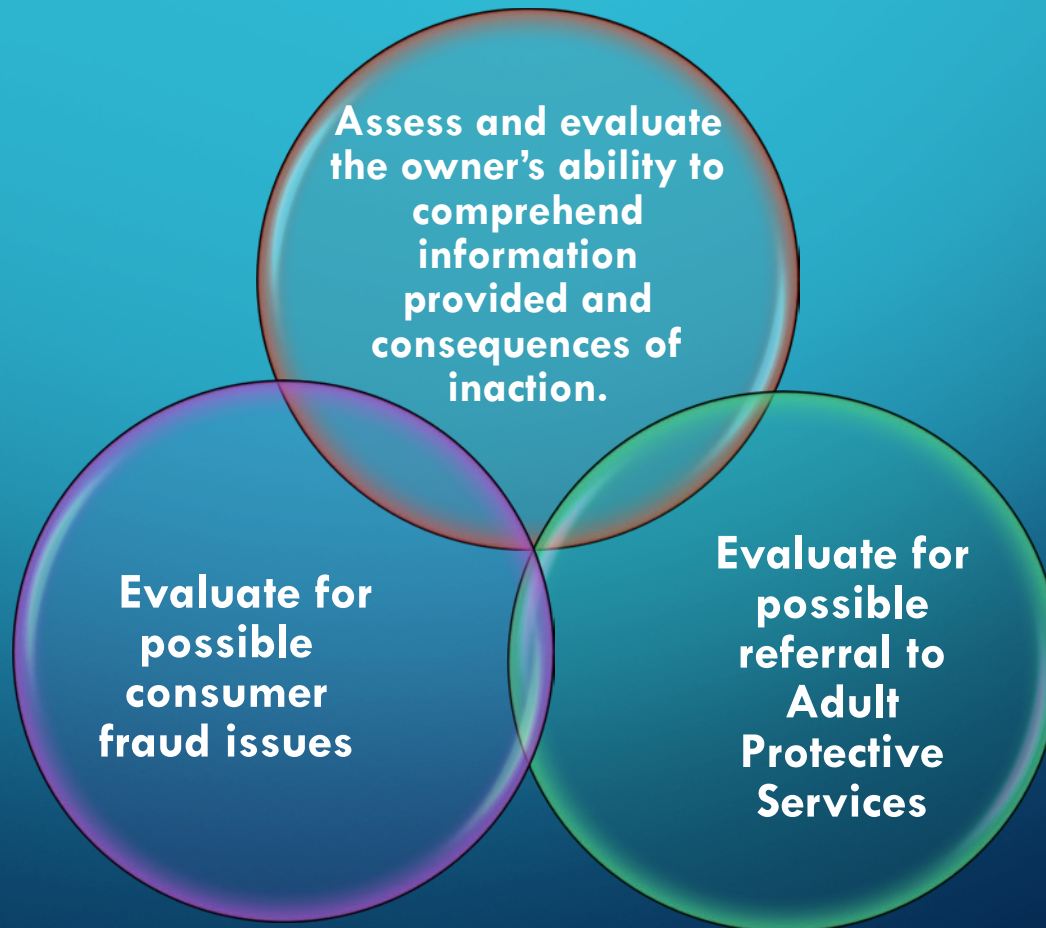 Assess and evaluate
the owner’s ability to
comprehend
information
provided and
consequences of
inaction.
Evaluate for
possible
consumer
fraud issues
Evaluate for
possible
referral to
Adult
Protective
Services